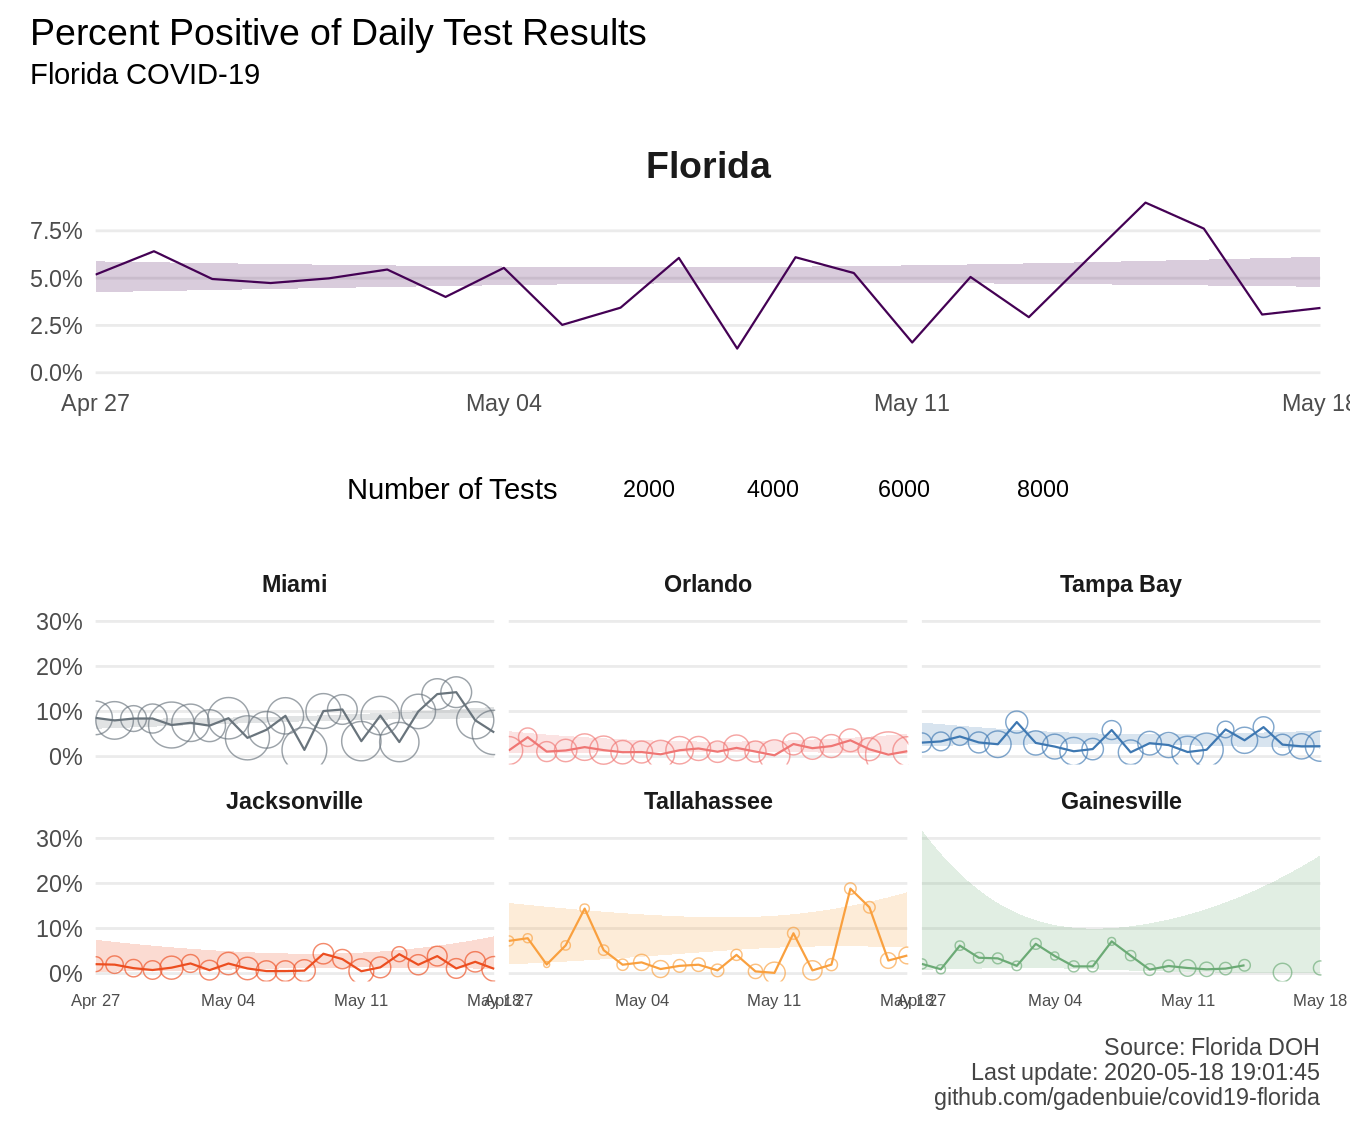 Percent Positive of Daily Test Results
Florida COVID-19
Florida
7.5%
5.0%
2.5%
0.0%
Apr 27 May 04 May 11 May 18
Number of Tests 2000 4000 6000 8000
Miami Orlando Tampa Bay
30%
20%
10%
0%
Jacksonville Tallahassee Gainesville
30%
20%
10%
0%
Apr 27 May 04 May 11 May 18 Apr 27 May 04 May 11 May 18 Apr 27 May 04 May 11 May 18
Source: Florida DOH
Last update: 2020-05-18 19:01:45
github.com/gadenbuie/covid19-florida